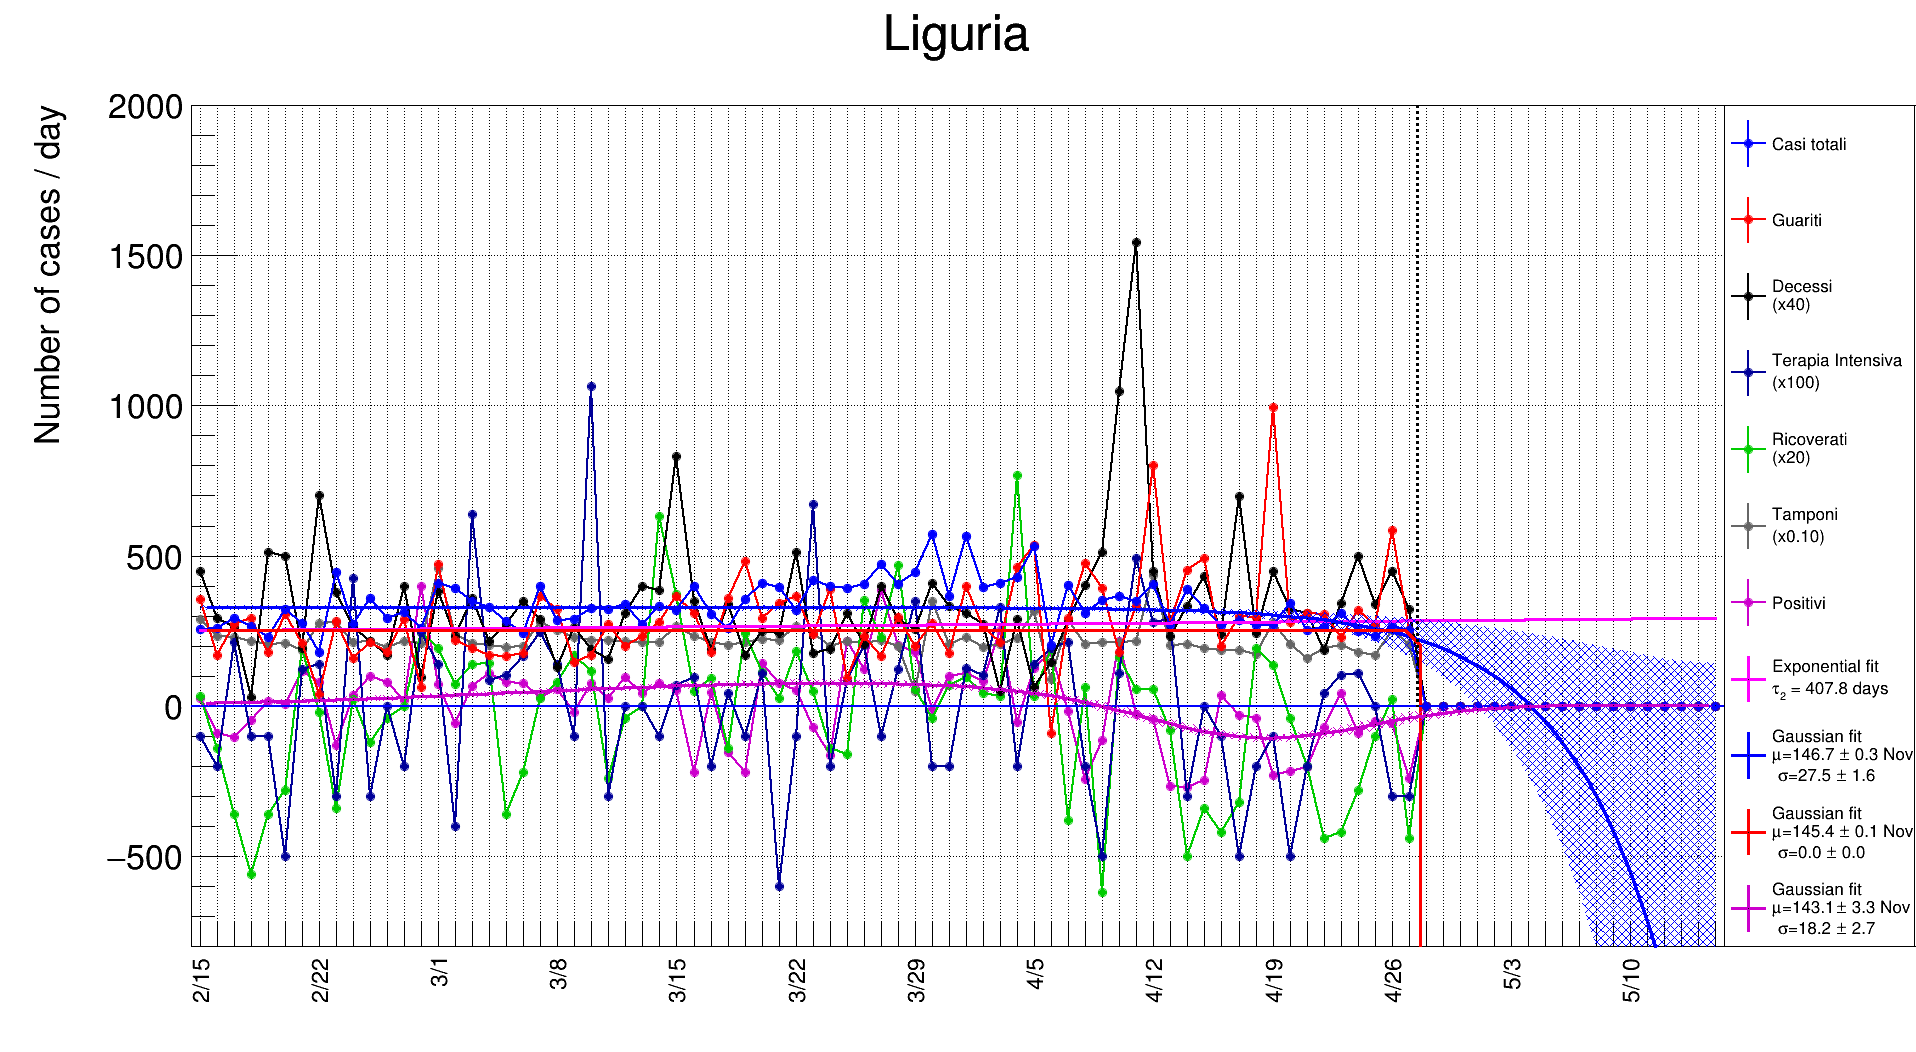 Liguria
Number of cases / day
2000
1500
1000
500
0
−500
2/15
2/22
3/1
3/8
3/15
3/22
3/29
4/5
4/12
4/19
4/26
5/3
5/10
Casi totali
Guariti
Decessi
(x40)
Terapia Intensiva
(x100)
Ricoverati
(x20)
Tamponi
(x0.10)
Positivi
Exponential fit
τ2 = 407.8 days
Gaussian fit
μ=146.7 ± 0.3 Nov
σ=27.5 ± 1.6
Gaussian fit
μ=145.4 ± 0.1 Nov
σ=0.0 ± 0.0
Gaussian fit
μ=143.1 ± 3.3 Nov
σ=18.2 ± 2.7